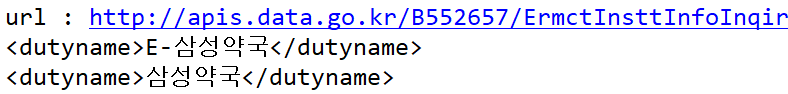 url : http://apis.data.go.kr/B552657/ErmctInsttInfoInqir
<dutyname>E-삼성약국</dutyname>
<dutyname>삼성약국</dutyname>